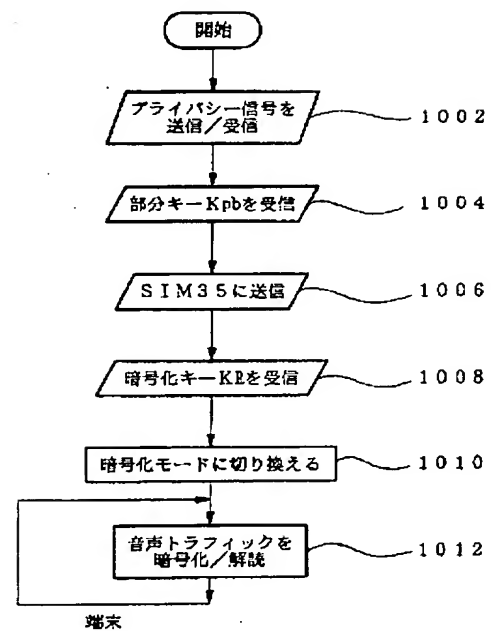 開始
プライバシー信号を
送信／受信
1002
部分キーKpbを受信
1004
SIM35に送信
1006
暗号化キーKRを受信
1008
暗号化モードに切り換える
1010
音声トラフィックを
暗号化／解読
1012
端末